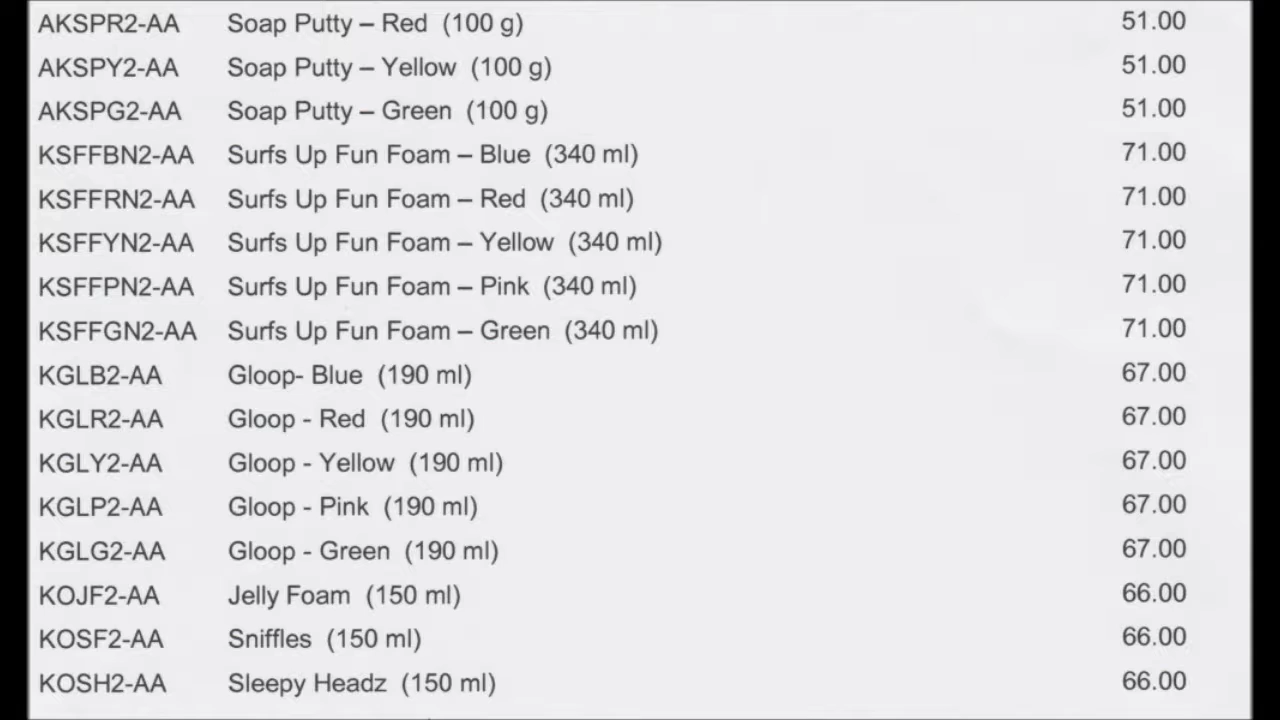 AKSPR2-AA Soap Putty – Red (100 g) 51.00
AKSPY2-AA Soap Putty – Yellow (100 g) 51.00
AKSPG2-AA Soap Putty – Green (100 g) 51.00
KSFFBN2-AA Surfs Up Fun Foam – Blue (340 ml) 71.00
KSFFRN2-AA Surfs Up Fun Foam – Red (340 ml) 71.00
KSFFYN2-AA Surfs Up Fun Foam – Yellow (340 ml) 71.00
KSFFPN2-AA Surfs Up Fun Foam – Pink (340 ml) 71.00
KSFFGN2-AA Surfs Up Fun Foam – Green (340 ml) 71.00
KGLB2-AA Gloop- Blue (190 ml) 67.00
KGLR2-AA Gloop - Red (190 ml) 67.00
KGLY2-AA Gloop - Yellow (190 ml) 67.00
KGLP2-AA Gloop - Pink (190 ml) 67.00
KGLG2-AA Gloop - Green (190 ml) 67.00
KOJF2-AA Jelly Foam (150 ml) 66.00
KOSF2-AA Sniffles (150 ml) 66.00
KOSH2-AA Sleepy Headz (150 ml) 66.00